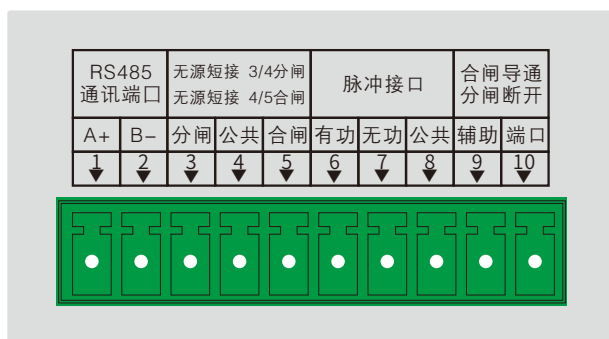 RS485
通讯端口
无源短接 3/4分闸
无源短接 4/5合闸
脉冲接口
合闸导通
分闸断开
A+ B- 分闸 公共 合闸 有功 无功 公共 辅助 端口
1 2 3 4 5 6 7 8 9 10